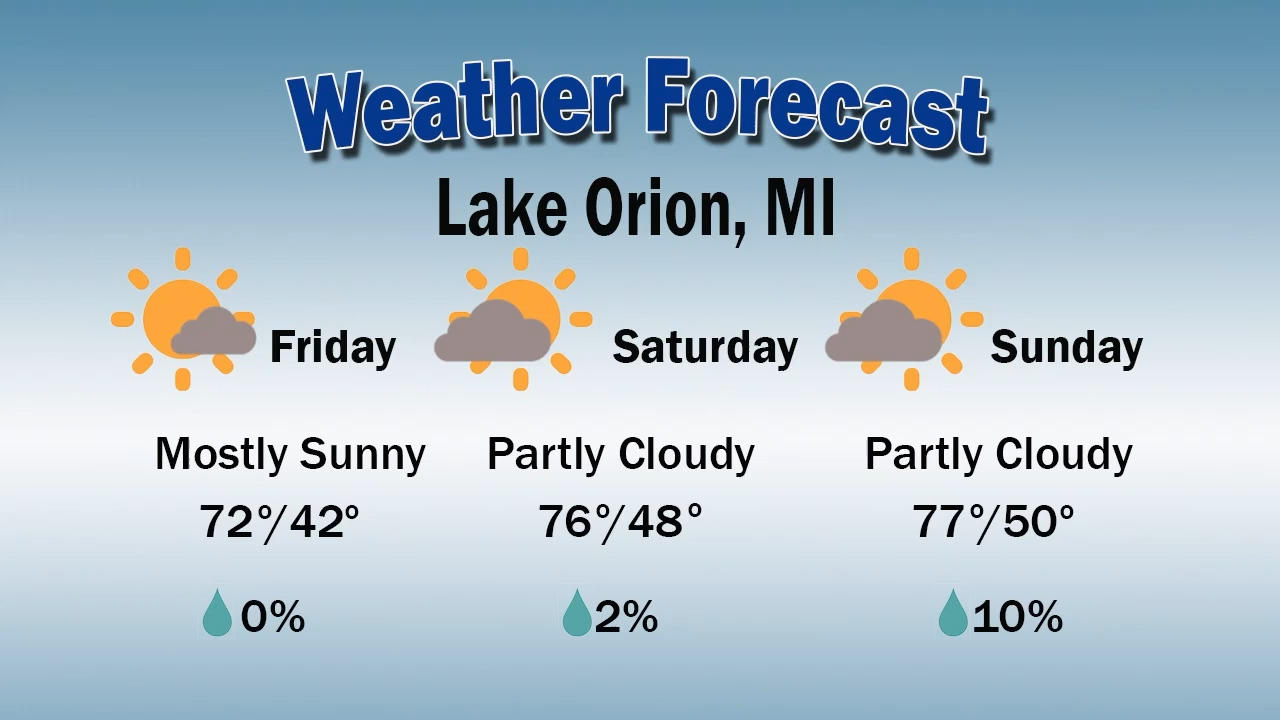 Weather Forecast
Lake Orion, MI
Friday
Saturday
Sunday
Mostly Sunny
Partly Cloudy
Partly Cloudy
72°/42°
76°/48°
77°/50°
0%
2%
10%